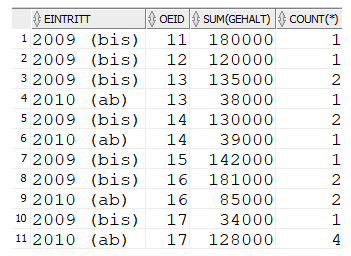 EINTRITT OEID SUM(GEHALT) COUNT(*)
1 2009 (bis) 11 180000 1
2 2009 (bis) 12 120000 1
3 2009 (bis) 13 135000 2
4 2010 (ab) 13 38000 1
5 2009 (bis) 14 130000 2
6 2010 (ab) 14 39000 1
7 2009 (bis) 15 142000 1
8 2009 (bis) 16 181000 2
9 2010 (ab) 16 85000 2
10 2009 (bis) 17 34000 1
11 2010 (ab) 17 128000 4